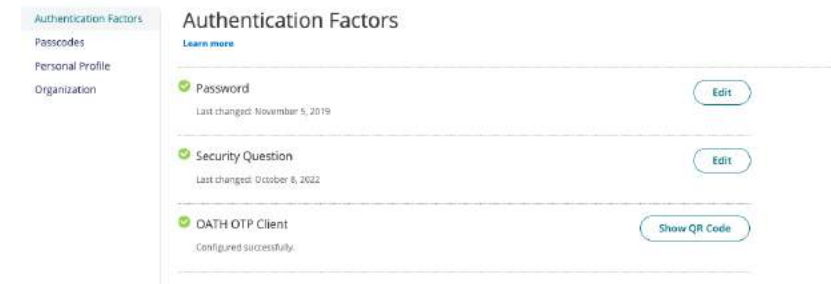 Authentication Factors
Passcodes
Personal Profile
Organization
Authentication Factors
Learn more
Password
Edit
Last changed: November 5, 2019
Security Question
Edit
Last changed: October 8, 2022
OATH OTP Client
Show QR Code
Configured successfully.